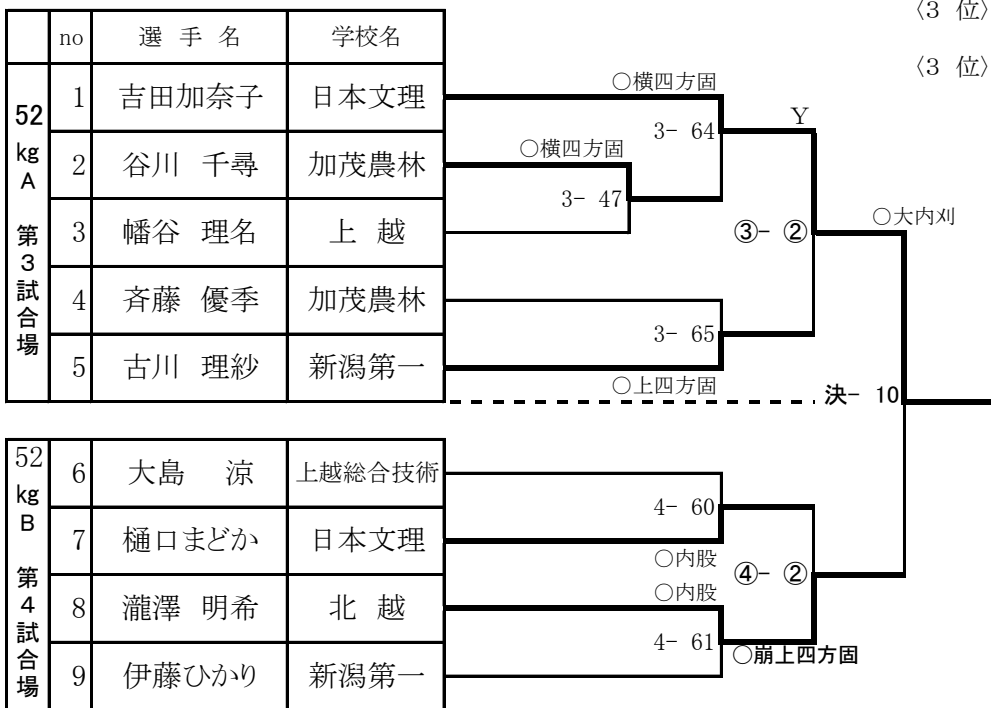 〈3 位〉
no 選 手 名 学校名
〈3 位〉
52 kg A 第3試合場
1 吉田加奈子 日本文理
○横四方固
3- 64
Y
2 谷川 千尋 加茂農林
○横四方固
3- 47
3 幡谷 理名 上 越
③- ②
○大内刈
4 斉藤 優季 加茂農林
3- 65
5 古川 理紗 新潟第一
○上四方固
決- 10
52 kg B 第4試合場
6 大島 涼 上越総合技術
4- 60
7 樋口まどか 日本文理
○内股
④- ②
○内股
8 瀧澤 明希 北 越
4- 61
○崩上四方固
9 伊藤ひかり 新潟第一